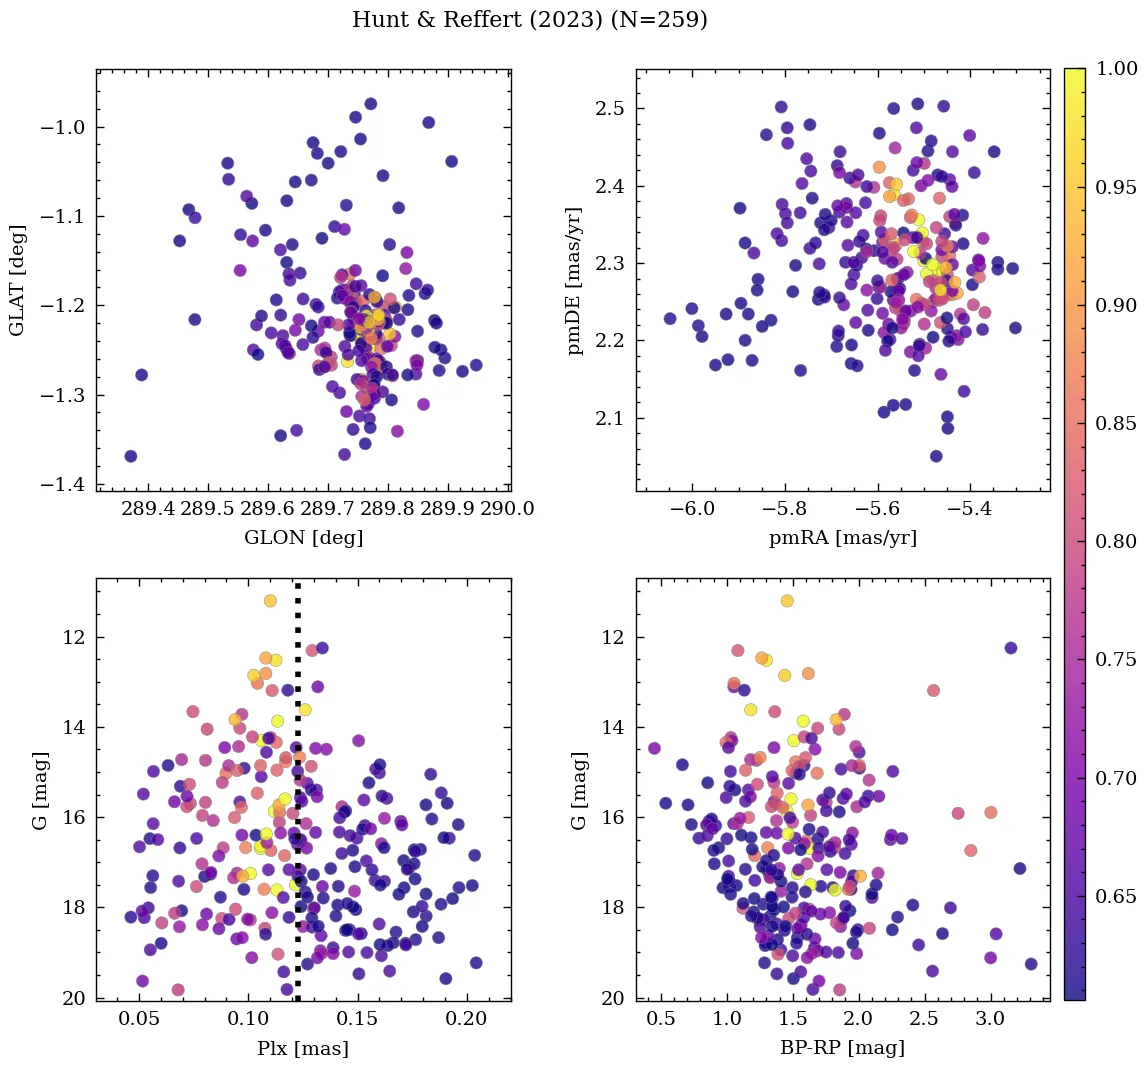 Hunt & Reffert (2023) (N=259)
−1.0
−1.1
−1.2
−1.3
−1.4
GLAT [deg]
289.4 289.5 289.6 289.7 289.8 289.9 290.0
GLON [deg]
2.5
2.4
2.3
2.2
2.1
pmDE [mas/yr]
−6.0 −5.8 −5.6 −5.4
pmRA [mas/yr]
12
14
16
18
20
G [mag]
0.05 0.10 0.15 0.20
Plx [mas]
12
14
16
18
20
G [mag]
0.5 1.0 1.5 2.0 2.5 3.0
BP-RP [mag]
1.00
0.95
0.90
0.85
0.80
0.75
0.70
0.65